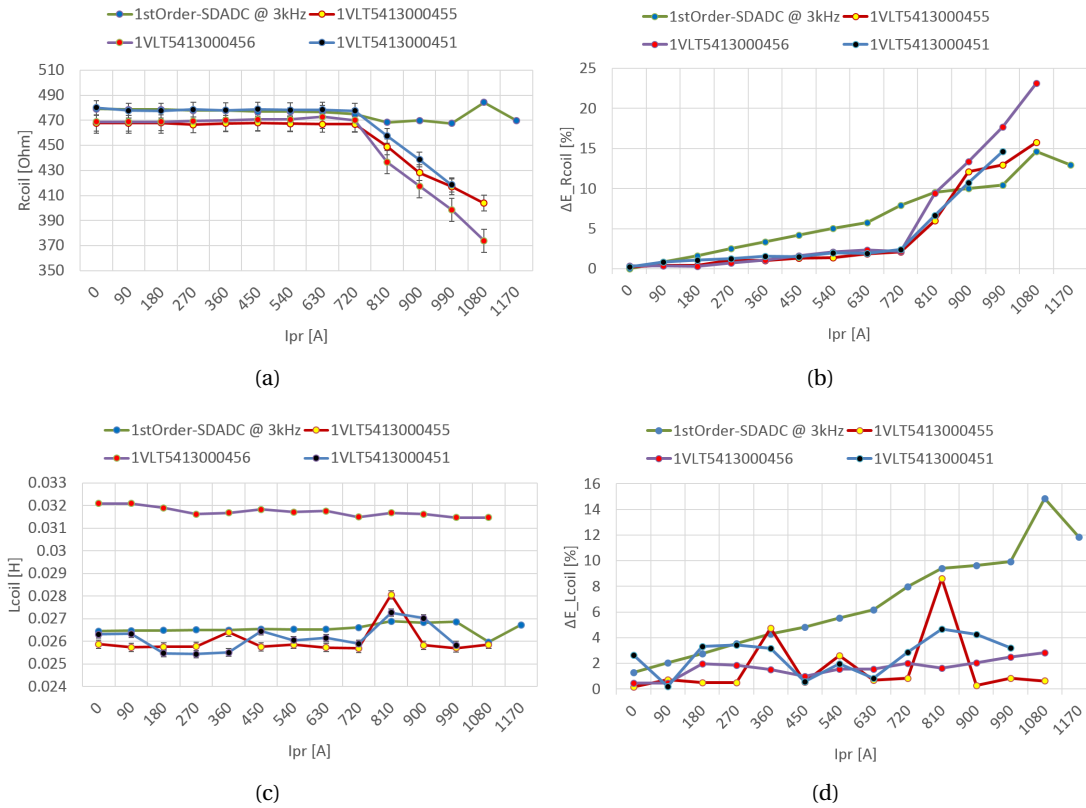 1stOrder-SDADC @ 3kHz 1VLT5413000455
1VLT5413000456 1VLT5413000451
510
490
470
450
430
410
390
370
350
Rcoil [Ohm]
0 90 180 270 360 450 540 630 720 810 900 990 1080 1170
Ipr [A]
(a)
1stOrder-SDADC @ 3kHz 1VLT5413000455
1VLT5413000456 1VLT5413000451
25
20
15
10
5
0
ΔE_Rcoil [%]
0 90 180 270 360 450 540 630 720 810 900 990 1080 1170
Ipr [A]
(b)
1stOrder-SDADC @ 3kHz 1VLT5413000455
1VLT5413000456 1VLT5413000451
0.033
0.032
0.031
0.03
0.029
0.028
0.027
0.026
0.025
0.024
Lcoil [H]
0 90 180 270 360 450 540 630 720 810 900 990 1080 1170
Ipr [A]
(c)
1stOrder-SDADC @ 3kHz 1VLT5413000455
1VLT5413000456 1VLT5413000451
16
14
12
10
8
6
4
2
0
ΔE_Lcoil [%]
0 90 180 270 360 450 540 630 720 810 900 990 1080 1170
Ipr [A]
(d)